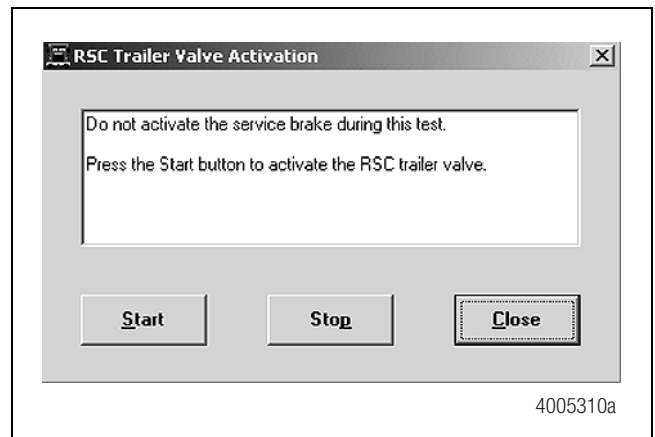 RSC Trailer Valve Activation
Do not activate the service brake during this test.
Press the Start button to activate the RSC trailer valve.
Start
Stop
Close
4005310a